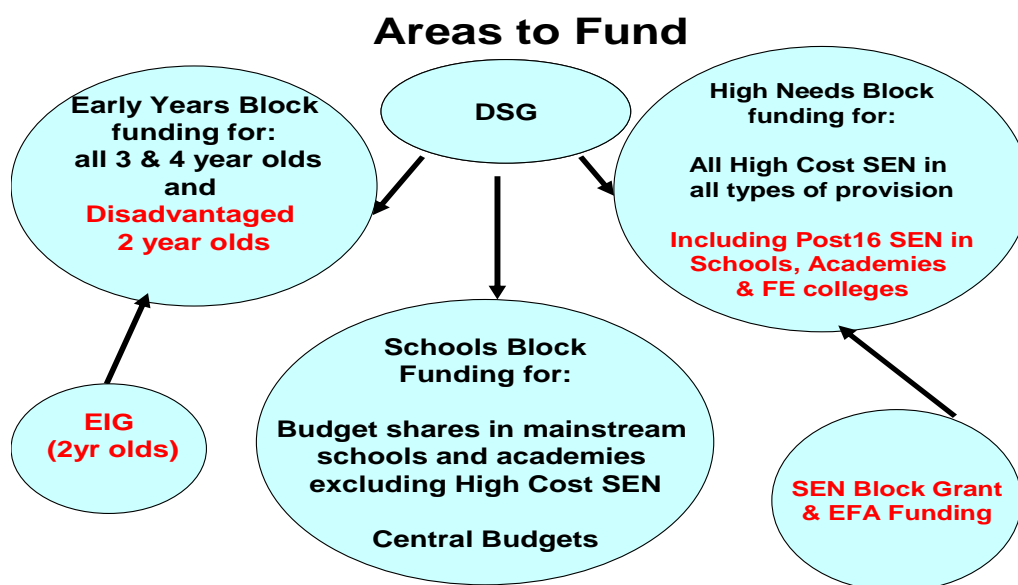 Areas to Fund
Early Years Block
funding for:
all 3 & 4 year olds
and
Disadvantaged
2 year olds
DSG
High Needs Block
funding for:
All High Cost SEN in
all types of provision
Including Post16 SEN in
Schools, Academies
& FE colleges
Schools Block
Funding for:
Budget shares in mainstream
schools and academies
excluding High Cost SEN
Central Budgets
EIG
(2yr olds)
SEN Block Grant
& EFA Funding